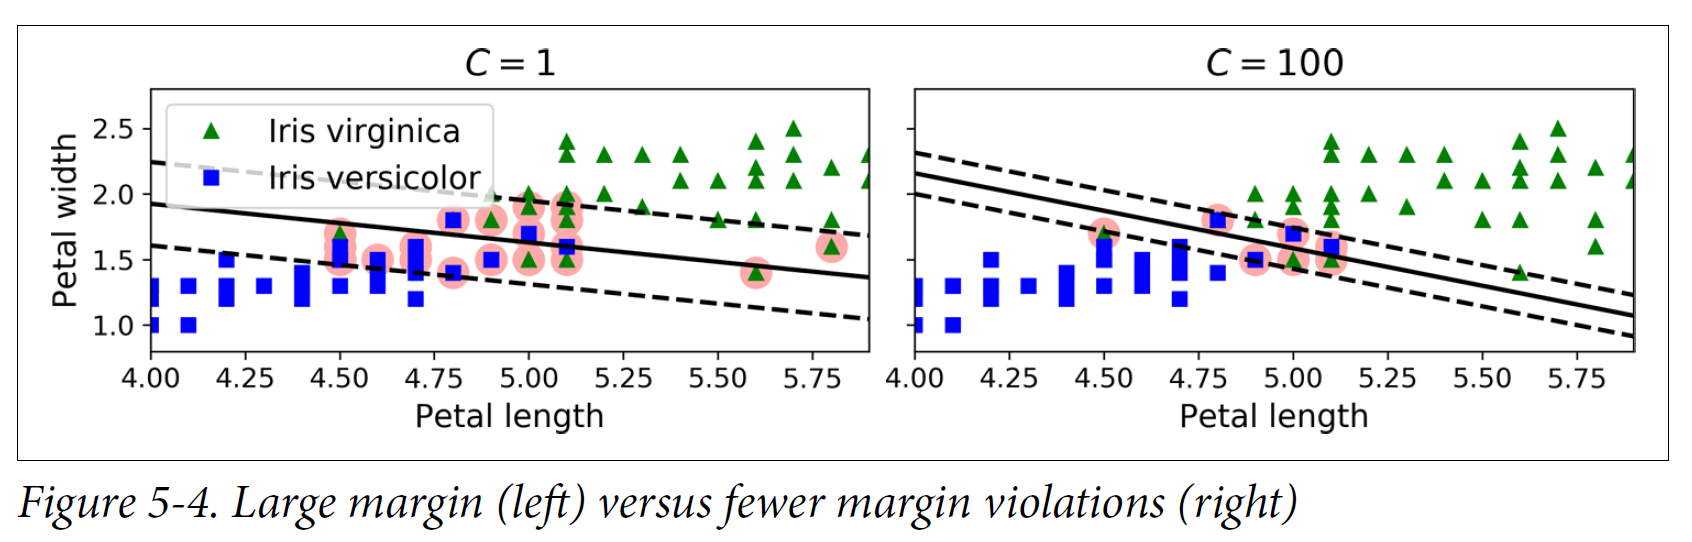 C = 1
C = 100
Petal width
2.5
2.0
1.5
1.0
Iris virginica
Iris versicolor
4.00 4.25 4.50 4.75 5.00 5.25 5.50 5.75
4.00 4.25 4.50 4.75 5.00 5.25 5.50 5.75
Petal length
Petal length
Figure 5-4. Large margin (left) versus fewer margin violations (right)